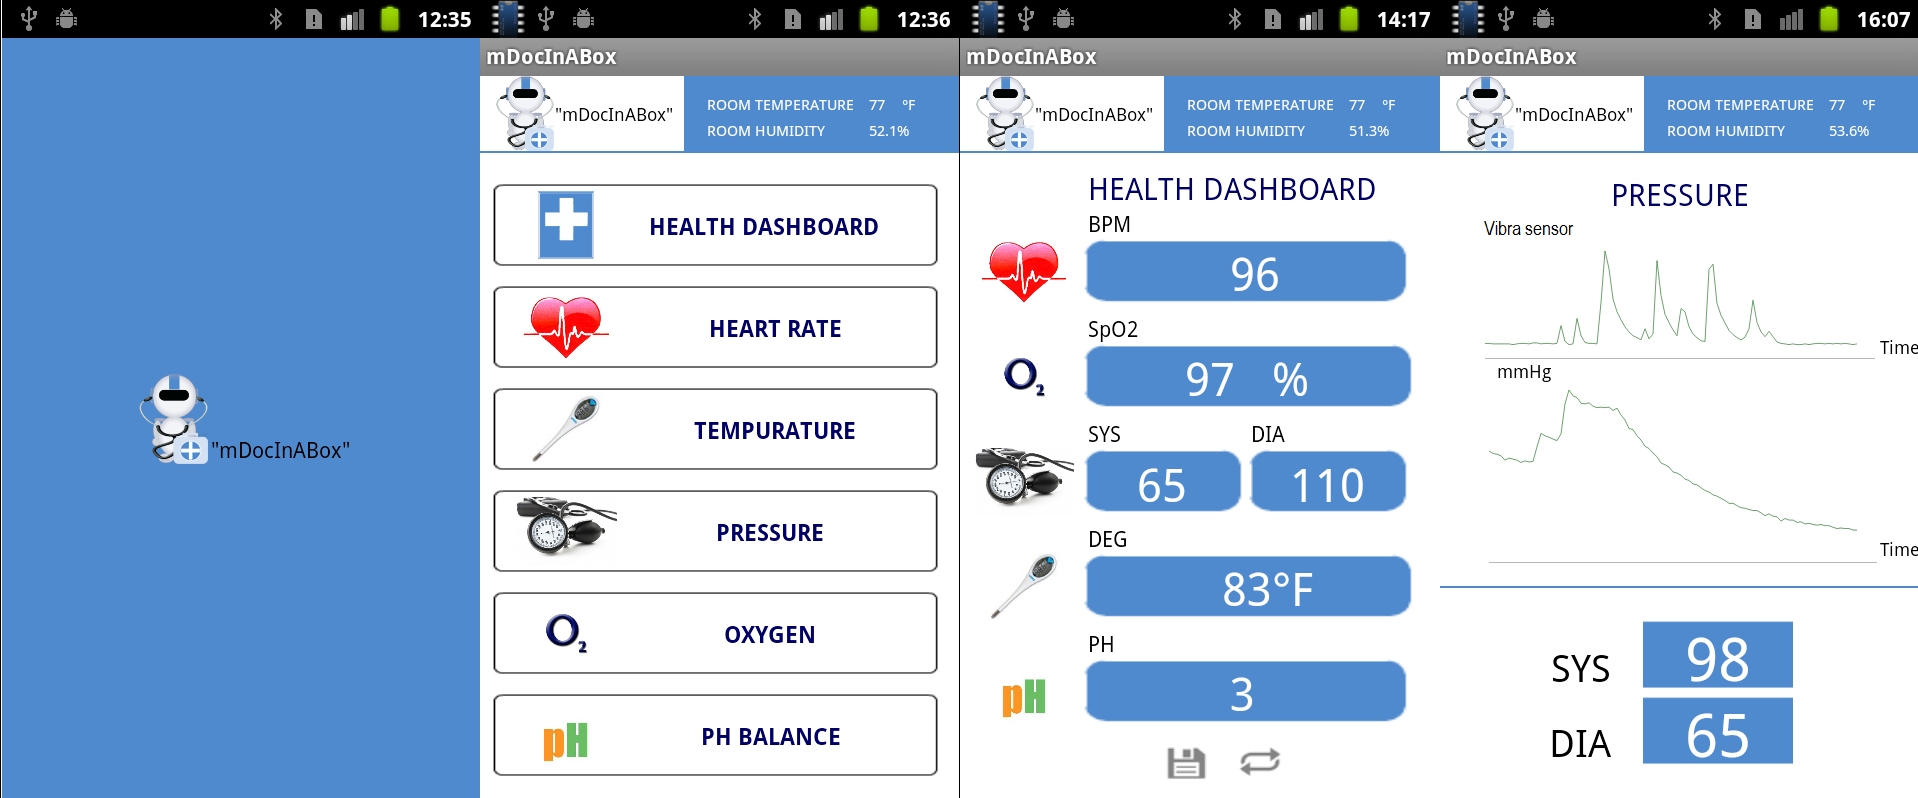 12:35
"mDocInABox"
12:36
mDocInABox
"mDocInABox"
ROOM TEMPERATURE 77 °F
ROOM HUMIDITY 52.1%
HEALTH DASHBOARD
HEART RATE
TEMPURATURE
PRESSURE
O2 OXYGEN
pH PH BALANCE
14:17
mDocInABox
"mDocInABox"
ROOM TEMPERATURE 77 °F
ROOM HUMIDITY 51.3%
HEALTH DASHBOARD
BPM
96
SpO2
O2 97 %
SYS DIA
65 110
DEG
83°F
PH
pH 3
16:07
mDocInABox
"mDocInABox"
ROOM TEMPERATURE 77 °F
ROOM HUMIDITY 53.6%
PRESSURE
Vibra sensor
Time
mmHg
Time
SYS 98
DIA 65